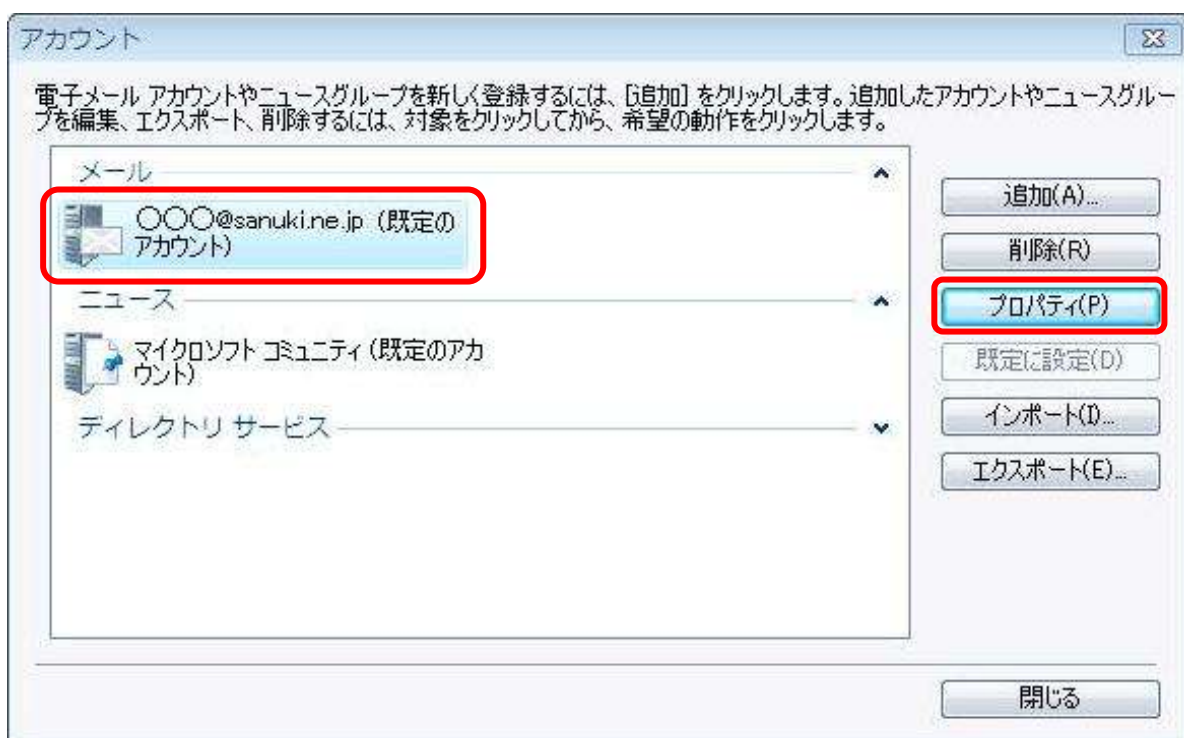 アカウント
電子メール アカウントやニュースグループを新しく登録するには、[追加] をクリックします。追加したアカウントやニュースグルー
プを編集、エクスポート、削除するには、対象をクリックしてから、希望の動作をクリックします。
メール
〇〇〇@sanuki.ne.jp (既定の
アカウント)
ニュース
マイクロソフト コミュニティ (既定のアカ
ウント)
ディレクトリ サービス
追加(A)...
削除(R)
プロパティ(P)
既定に設定(D)
インポート(I)...
エクスポート(E)...
閉じる